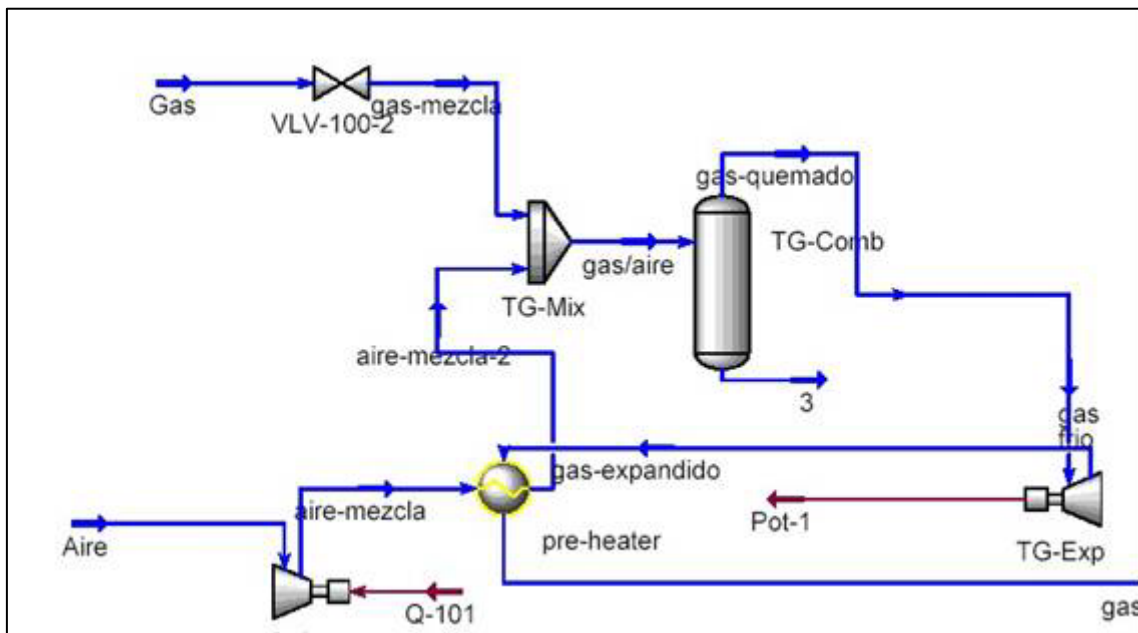 Gas
gas-mezcla
VLV-100-2
gas-quemado
TG-Comb
gas/aire
TG-Mix
aire-mezcla-2
3
gas
frio
gas-expandido
aire-mezcla
Pot-1
Aire
pre-heater
TG-Exp
Q-101
gas